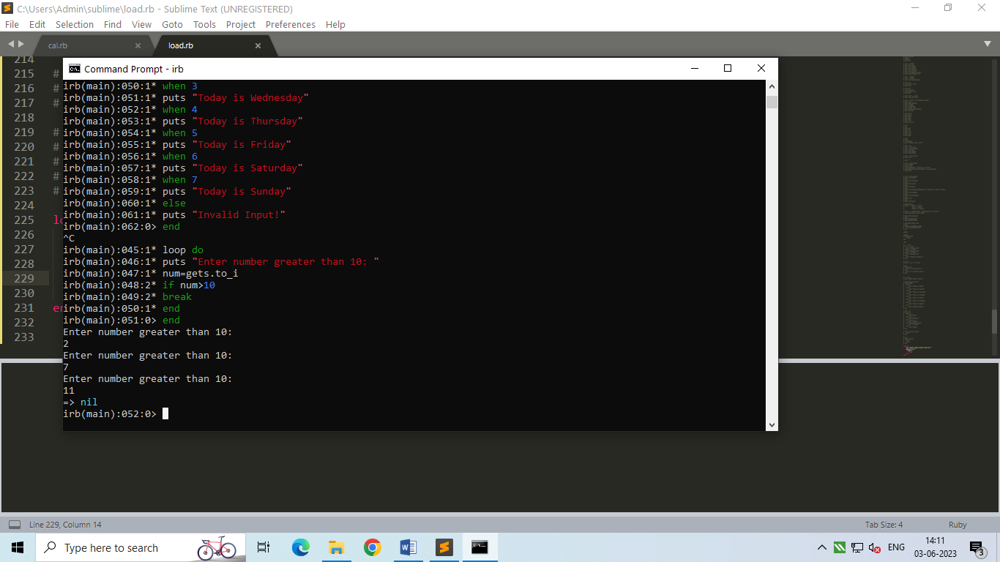 C:\Users\Admin\sublime\load.rb - Sublime Text (UNREGISTERED)
File Edit Selection Find View Goto Tools Project Preferences Help
cal.rb × load.rb ×
214
215 #
216 #
217 #
218
219 #
220 #
221 #
222 #
223 #
224
225 lo
226
227
228
229
230
231 en
232
233
Command Prompt - irb
irb(main):050:1* when 3
irb(main):051:1* puts "Today is Wednesday"
irb(main):052:1* when 4
irb(main):053:1* puts "Today is Thursday"
irb(main):054:1* when 5
irb(main):055:1* puts "Today is Friday"
irb(main):056:1* when 6
irb(main):057:1* puts "Today is Saturday"
irb(main):058:1* when 7
irb(main):059:1* puts "Today is Sunday"
irb(main):060:1* else
irb(main):061:1* puts "Invalid Input!"
irb(main):062:0> end
^C
irb(main):045:1* loop do
irb(main):046:1* puts "Enter number greater than 10: "
irb(main):047:1* num=gets.to_i
irb(main):048:2* if num>10
irb(main):049:2* break
irb(main):050:1* end
irb(main):051:0> end
Enter number greater than 10:
2
Enter number greater than 10:
7
Enter number greater than 10:
11
=> nil
irb(main):052:0>
Line 229, Column 14 Tab Size: 4 Ruby
Type here to search
ENG
14:11
03-06-2023
3